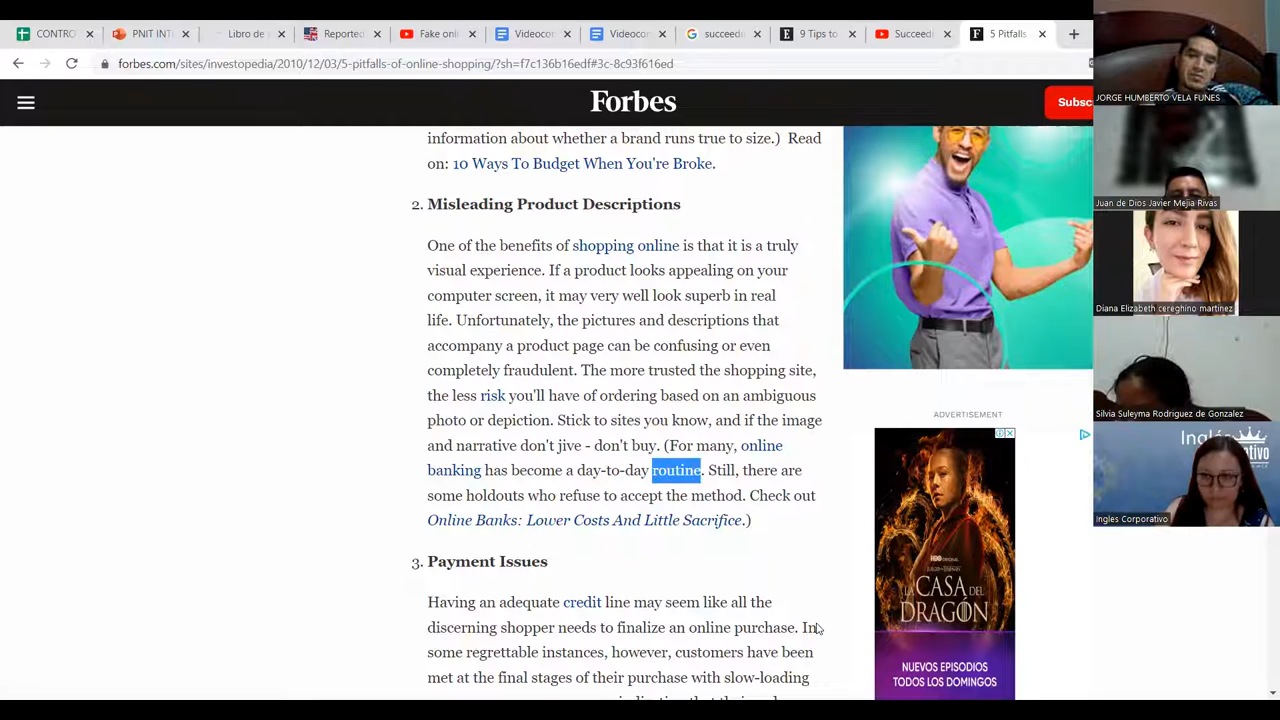 CONTRO
PNIT INT
Libro de
Reported
Fake onli
Videocon
Videocon
succeedi
9 Tips to
Succeedi
5 Pitfalls
forbes.com/sites/investopedia/2010/12/03/5-pitfalls-of-online-shopping/?sh=f7c136b16edf#3c-8c93f616ed
Forbes
Subsc
information about whether a brand runs true to size.) Read
on: 10 Ways To Budget When You're Broke.
2. Misleading Product Descriptions
One of the benefits of shopping online is that it is a truly
visual experience. If a product looks appealing on your
computer screen, it may very well look superb in real
life. Unfortunately, the pictures and descriptions that
accompany a product page can be confusing or even
completely fraudulent. The more trusted the shopping site,
the less risk you'll have of ordering based on an ambiguous
photo or depiction. Stick to sites you know, and if the image
and narrative don't jive - don't buy. (For many, online
banking has become a day-to-day routine. Still, there are
some holdouts who refuse to accept the method. Check out
Online Banks: Lower Costs And Little Sacrifice.)
3. Payment Issues
Having an adequate credit line may seem like all the
discerning shopper needs to finalize an online purchase. In
some regrettable instances, however, customers have been
met at the final stages of their purchase with slow-loading
ADVERTISEMENT
HBO ORIGINAL
LA
CASA DEL
DRAGÓN
NUEVOS EPISODIOS
TODOS LOS DOMINGOS
JORGE HUMBERTO VELA FUNES
Juan de Dios Javier Mejia Rivas
Diana Elizabeth cereghino martinez
Silvia Suleyma Rodriguez de Gonzalez
Inglés
Ingles Corporativo